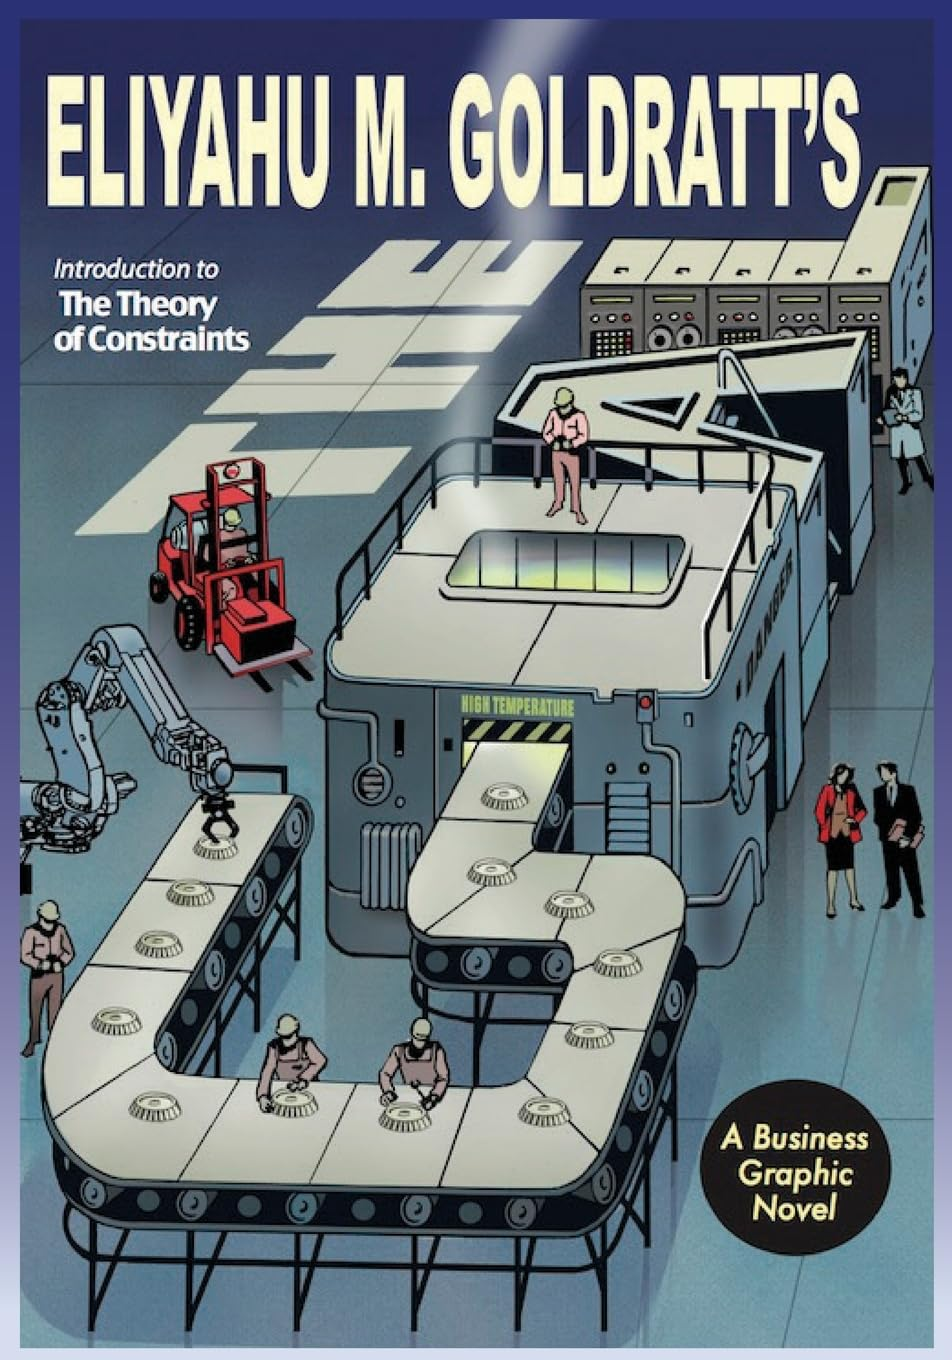 ELIYAHU M. GOLDRATT'S
THE
Introduction to
The Theory
of Constraints
GOAL
DANGER
HIGH TEMPERATURE
A Business
Graphic
Novel